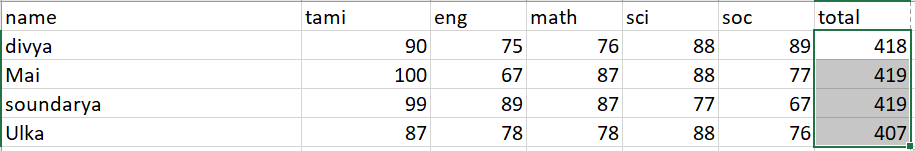 name tami eng math sci soc total
divya 90 75 76 88 89 418
Mai 100 67 87 88 77 419
soundarya 99 89 87 77 67 419
Ulka 87 78 78 88 76 407